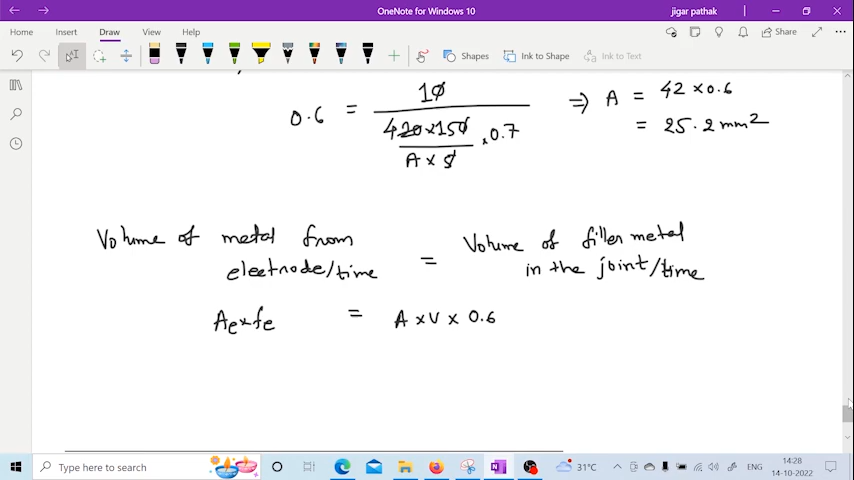 OneNote for Windows 10
jigar pathak
Home Insert Draw View Help
Share
Shapes Ink to Shape Ink to Text
0.6 = 10 / (420 × 150 / (A × 5) × 0.7) ⇒ A = 42 × 0.6
= 25.2 mm²
Volume of metal from electrode/time = Volume of filler metal in the joint/time
Ae × fe = A × V × 0.6
Type here to search
31°C
ENG
14:28
14-10-2022